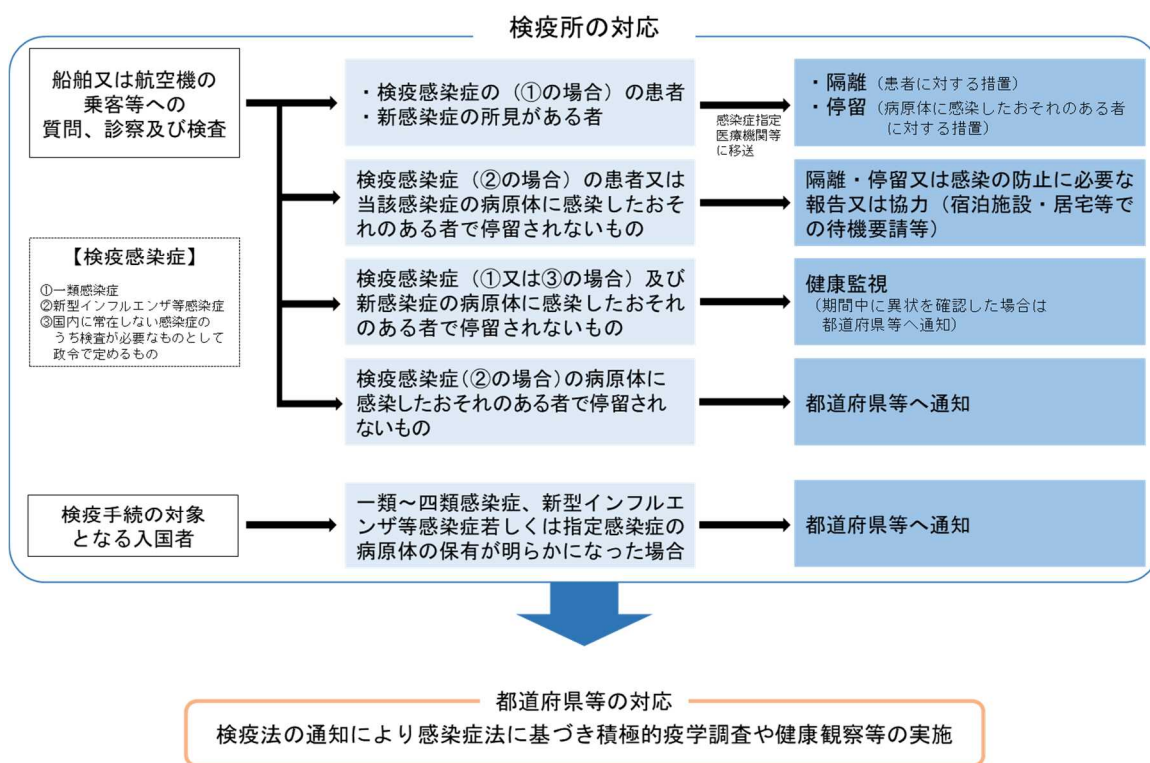 検疫所の対応
船舶又は航空機の
乗客等への
質問、診察及び検査
・検疫感染症の（①の場合）の患者
・新感染症の所見がある者
感染症指定
医療機関等
に移送
・隔離（患者に対する措置）
・停留（病原体に感染したおそれのある者
に対する措置）
検疫感染症（②の場合）の患者又は
当該感染症の病原体に感染したおそ
れのある者で停留されないもの
隔離・停留又は感染の防止に必要な
報告又は協力（宿泊施設・居宅等で
の待機要請等）
【検疫感染症】
①一類感染症
②新型インフルエンザ等感染症
③国内に常在しない感染症の
うち検査が必要なものとして
政令で定めるもの
検疫感染症（①又は③の場合）及び
新感染症の病原体に感染したおそれ
のある者で停留されないもの
健康監視
（期間中に異状を確認した場合は
都道府県等へ通知）
検疫感染症(②の場合)の病原体に
感染したおそれのある者で停留され
ないもの
都道府県等へ通知
検疫手続の対象
となる入国者
一類～四類感染症、新型インフルエ
ンザ等感染症若しくは指定感染症の
病原体の保有が明らかになった場合
都道府県等へ通知
都道府県等の対応
検疫法の通知により感染症法に基づき積極的疫学調査や健康観察等の実施